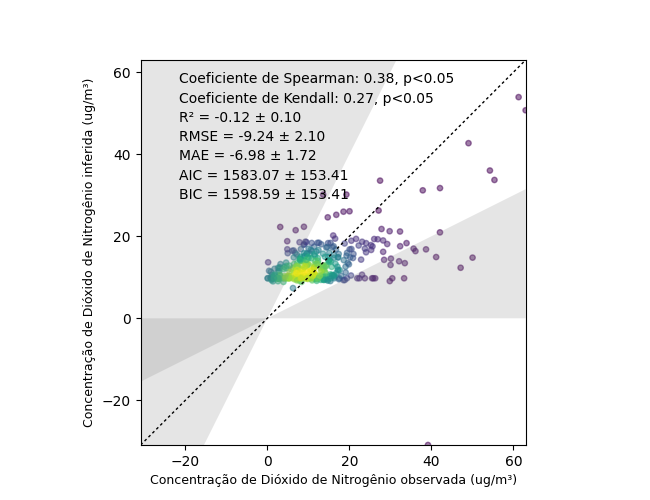 Coeficiente de Spearman: 0.38, p<0.05
Coeficiente de Kendall: 0.27, p<0.05
R² = -0.12 ± 0.10
RMSE = -9.24 ± 2.10
MAE = -6.98 ± 1.72
AIC = 1583.07 ± 153.41
BIC = 1598.59 ± 153.41
Concentração de Dióxido de Nitrogênio inferida (ug/m³)
60
40
20
0
−20
−20 0 20 40 60
Concentração de Dióxido de Nitrogênio observada (ug/m³)